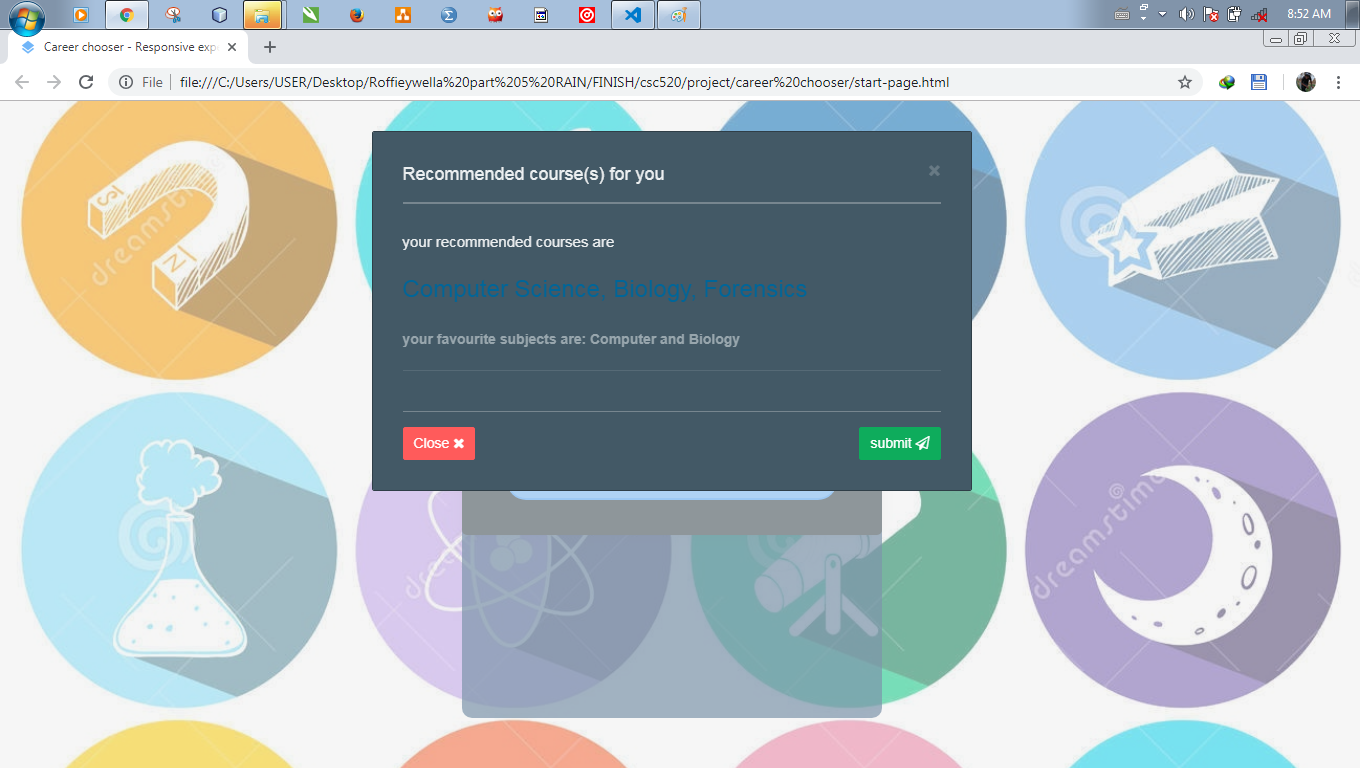 8:52 AM
Career chooser - Responsive exp
File
file:///C:/Users/USER/Desktop/Roffieywella%20part%205%20RAIN/FINISH/csc520/project/career%20chooser/start-page.html
Recommended course(s) for you
your recommended courses are
Computer Science, Biology, Forensics
your favourite subjects are: Computer and Biology
Close
submit
S
N
dreamstime
dreamstime